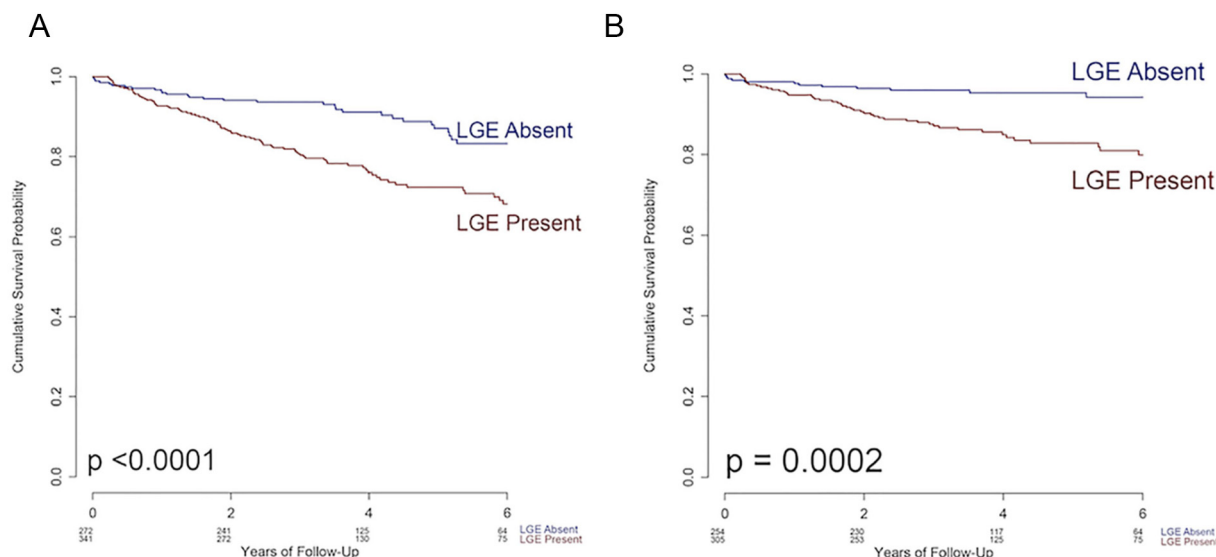 A
1.0
0.8
0.6
0.4
0.2
0.0
Cumulative Survival Probability
LGE Absent
LGE Present
p <0.0001
0 2 4 6
272 241 125 64 LGE Absent
341 272 130 75 LGE Present
Years of Follow-Up
B
1.0
0.8
0.6
0.4
0.2
0.0
Cumulative Survival Probability
LGE Absent
LGE Present
p = 0.0002
0 2 4 6
254 230 117 64 LGE Absent
305 253 125 75 LGE Present
Years of Follow-Up